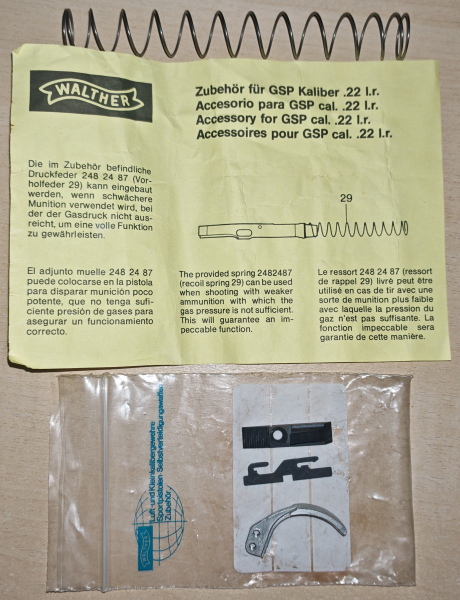 WALTHER
Zubehör für GSP Kaliber .22 l.r.
Accesorio para GSP cal. .22 l.r.
Accessory for GSP cal. .22 l.r.
Accessoires pour GSP cal. .22 l.r.
Die im Zubehör befindliche
Druckfeder 248 24 87 (Vor-
holfeder 29) kann eingebaut
werden, wenn schwächere
Munition verwendet wird, bei
der der Gasdruck nicht aus-
reicht, um eine volle Funktion
zu gewährleisten.
29
El adjunto muelle 248 24 87
puede colocarse en la pistola
para disparar munición poco
potente, que no tenga sufi-
ciente presión de gases para
asegurar un funcionamiento
correcto.
The provided spring 2482487
(recoil spring 29) can be used
when shooting with weaker
ammunition with which the
gas pressure is not sufficient.
This will guarantee an im-
peccable function.
Le ressort 248 24 87 (ressort
de rappel 29) livré peut être
utilisé en cas de tir avec une
sorte de munition plus faible
avec laquelle la pression du
gaz n'est pas suffisante. La
fonction impeccable sera
garantie de cette manière.
WALTHER
Luft- und Kleinkalibergewehre
Sportpistolen · Selbstverteidigungswaffen
Zubehör